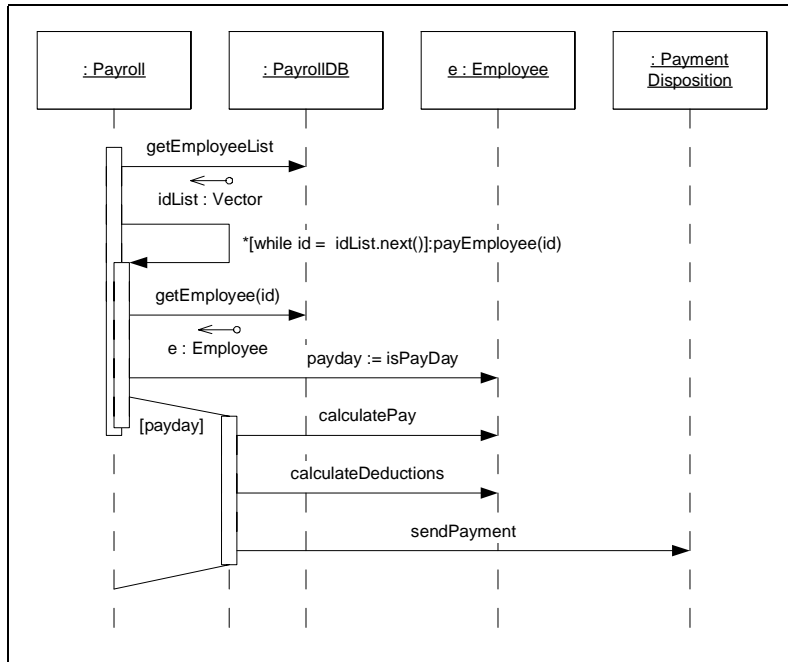 : Payroll
: PayrollDB
e : Employee
: Payment
Disposition
getEmployeeList
idList : Vector
*[while id = idList.next()]:payEmployee(id)
getEmployee(id)
e : Employee
payday := isPayDay
[payday]
calculatePay
calculateDeductions
sendPayment